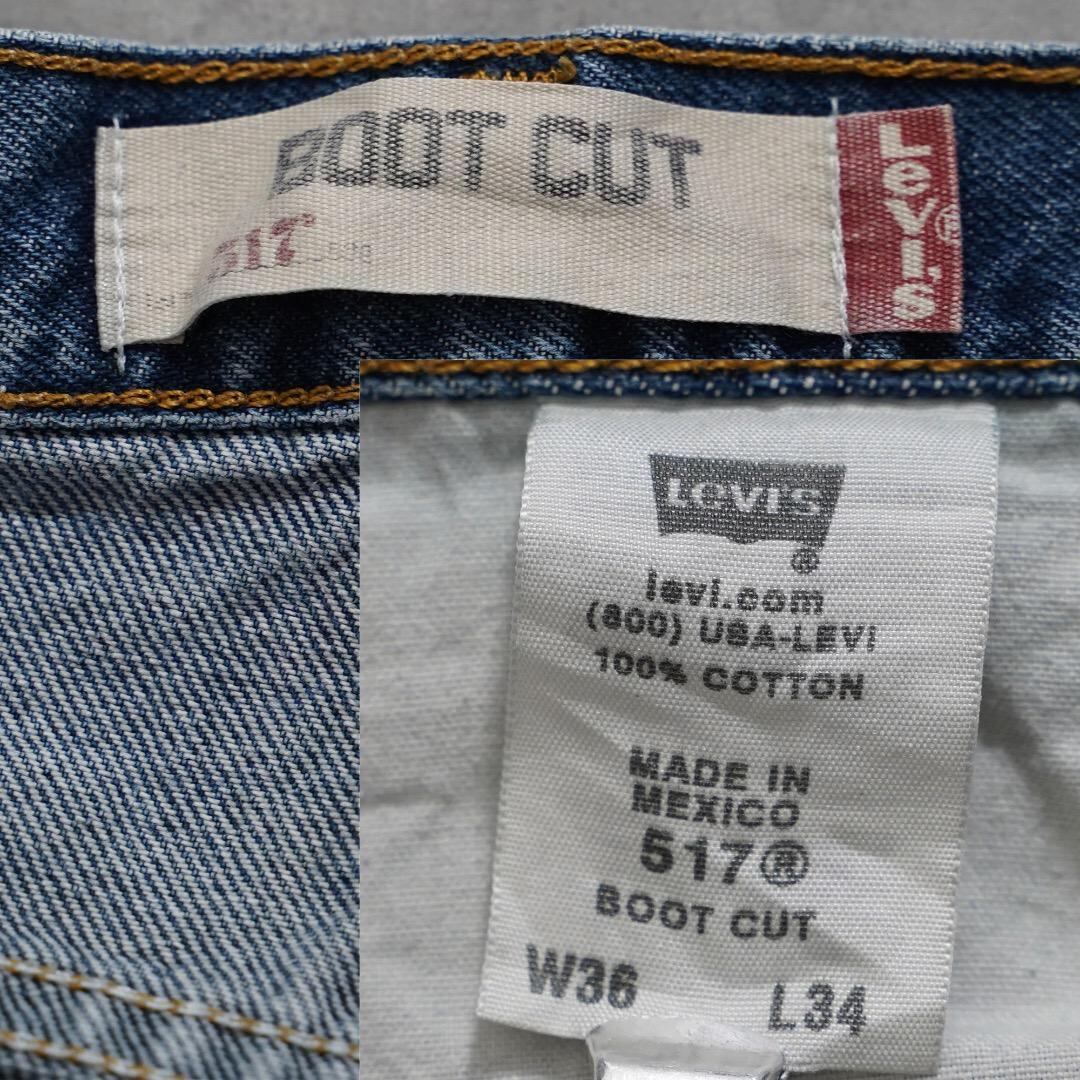 BOOT CUT
517®
Levi's®
LEVI'S
®
levi.com
(800) USA-LEVI
100% COTTON
MADE IN
MEXICO
517®
BOOT CUT
W36
L34